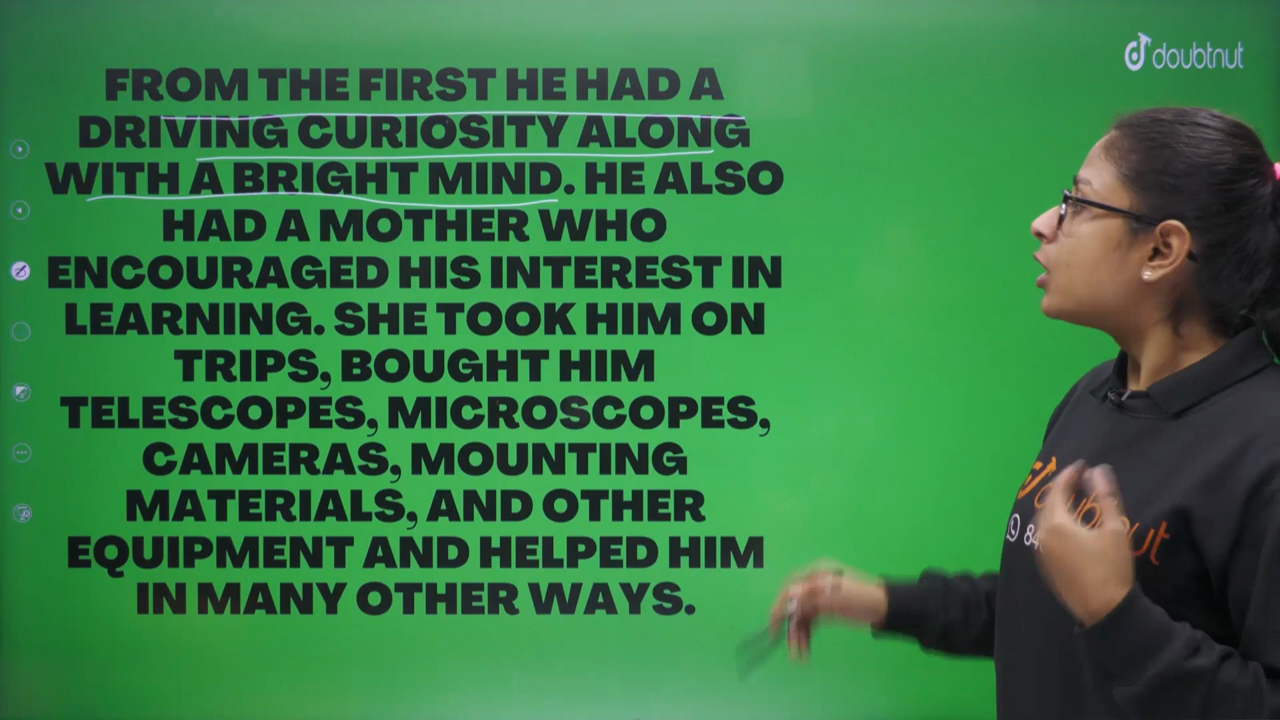 doubtnut
FROM THE FIRST HE HAD A
DRIVING CURIOSITY ALONG
WITH A BRIGHT MIND. HE ALSO
HAD A MOTHER WHO
ENCOURAGED HIS INTEREST IN
LEARNING. SHE TOOK HIM ON
TRIPS, BOUGHT HIM
TELESCOPES, MICROSCOPES,
CAMERAS, MOUNTING
MATERIALS, AND OTHER
EQUIPMENT AND HELPED HIM
IN MANY OTHER WAYS.